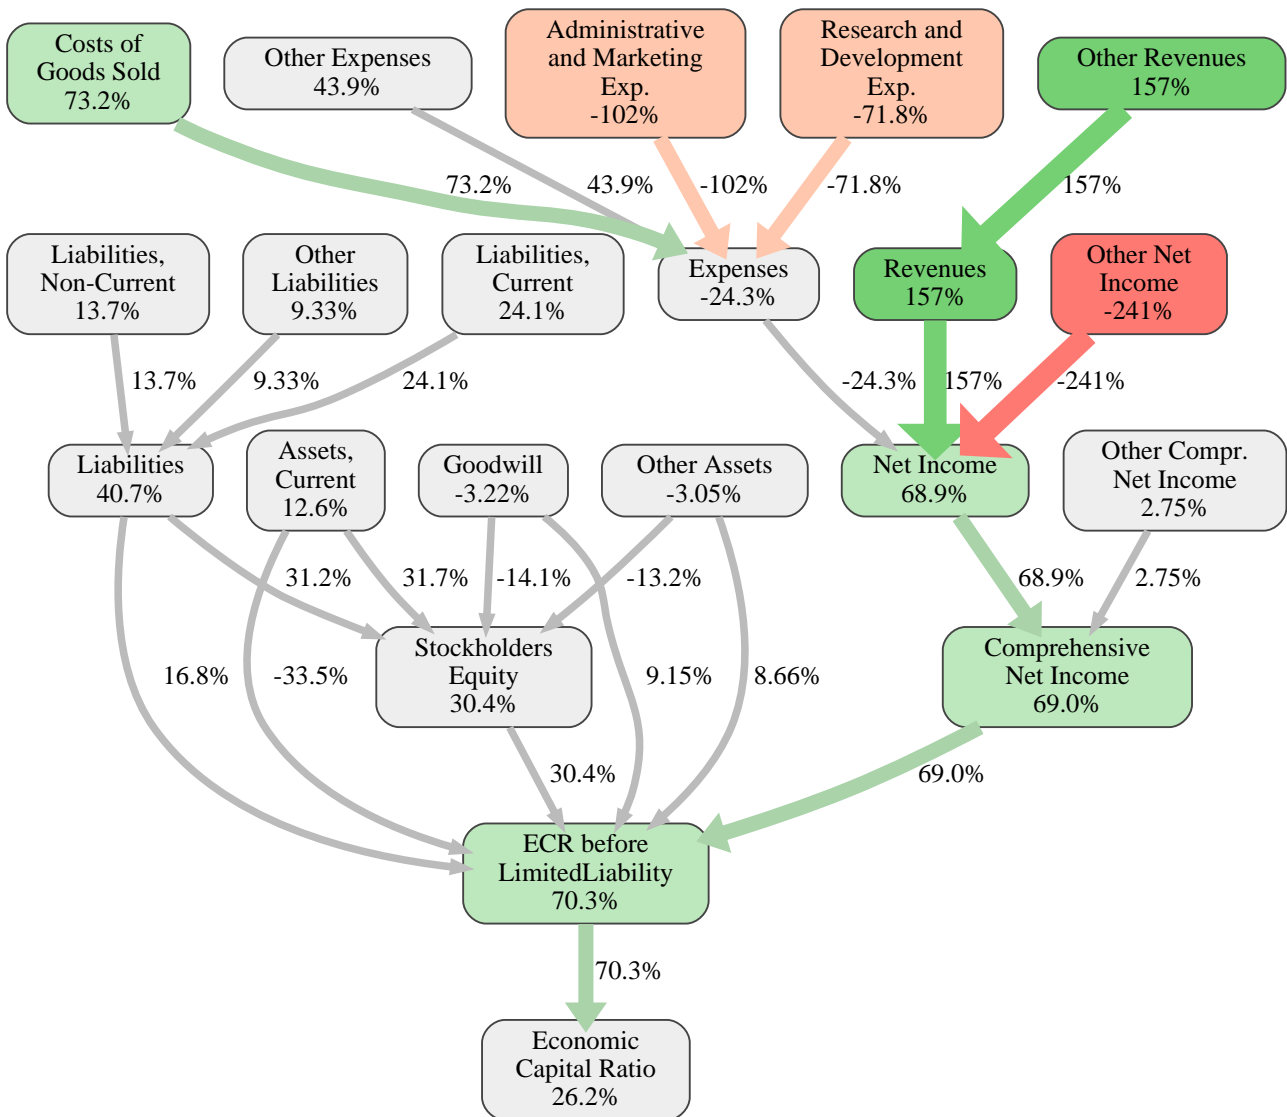 Costs of
Goods Sold
73.2%
Other Expenses
43.9%
Administrative
and Marketing
Exp.
-102%
Research and
Development
Exp.
-71.8%
Other Revenues
157%
73.2%
43.9%
-102%
-71.8%
157%
Liabilities,
Non-Current
13.7%
Other
Liabilities
9.33%
Liabilities,
Current
24.1%
Expenses
-24.3%
Revenues
157%
Other Net
Income
-241%
13.7%
9.33%
24.1%
-24.3%
157%
-241%
Liabilities
40.7%
Assets,
Current
12.6%
Goodwill
-3.22%
Other Assets
-3.05%
Net Income
68.9%
Other Compr.
Net Income
2.75%
31.2%
31.7%
-14.1%
-13.2%
68.9%
2.75%
Stockholders
Equity
30.4%
Comprehensive
Net Income
69.0%
16.8%
-33.5%
9.15%
8.66%
30.4%
69.0%
ECR before
LimitedLiability
70.3%
70.3%
Economic
Capital Ratio
26.2%